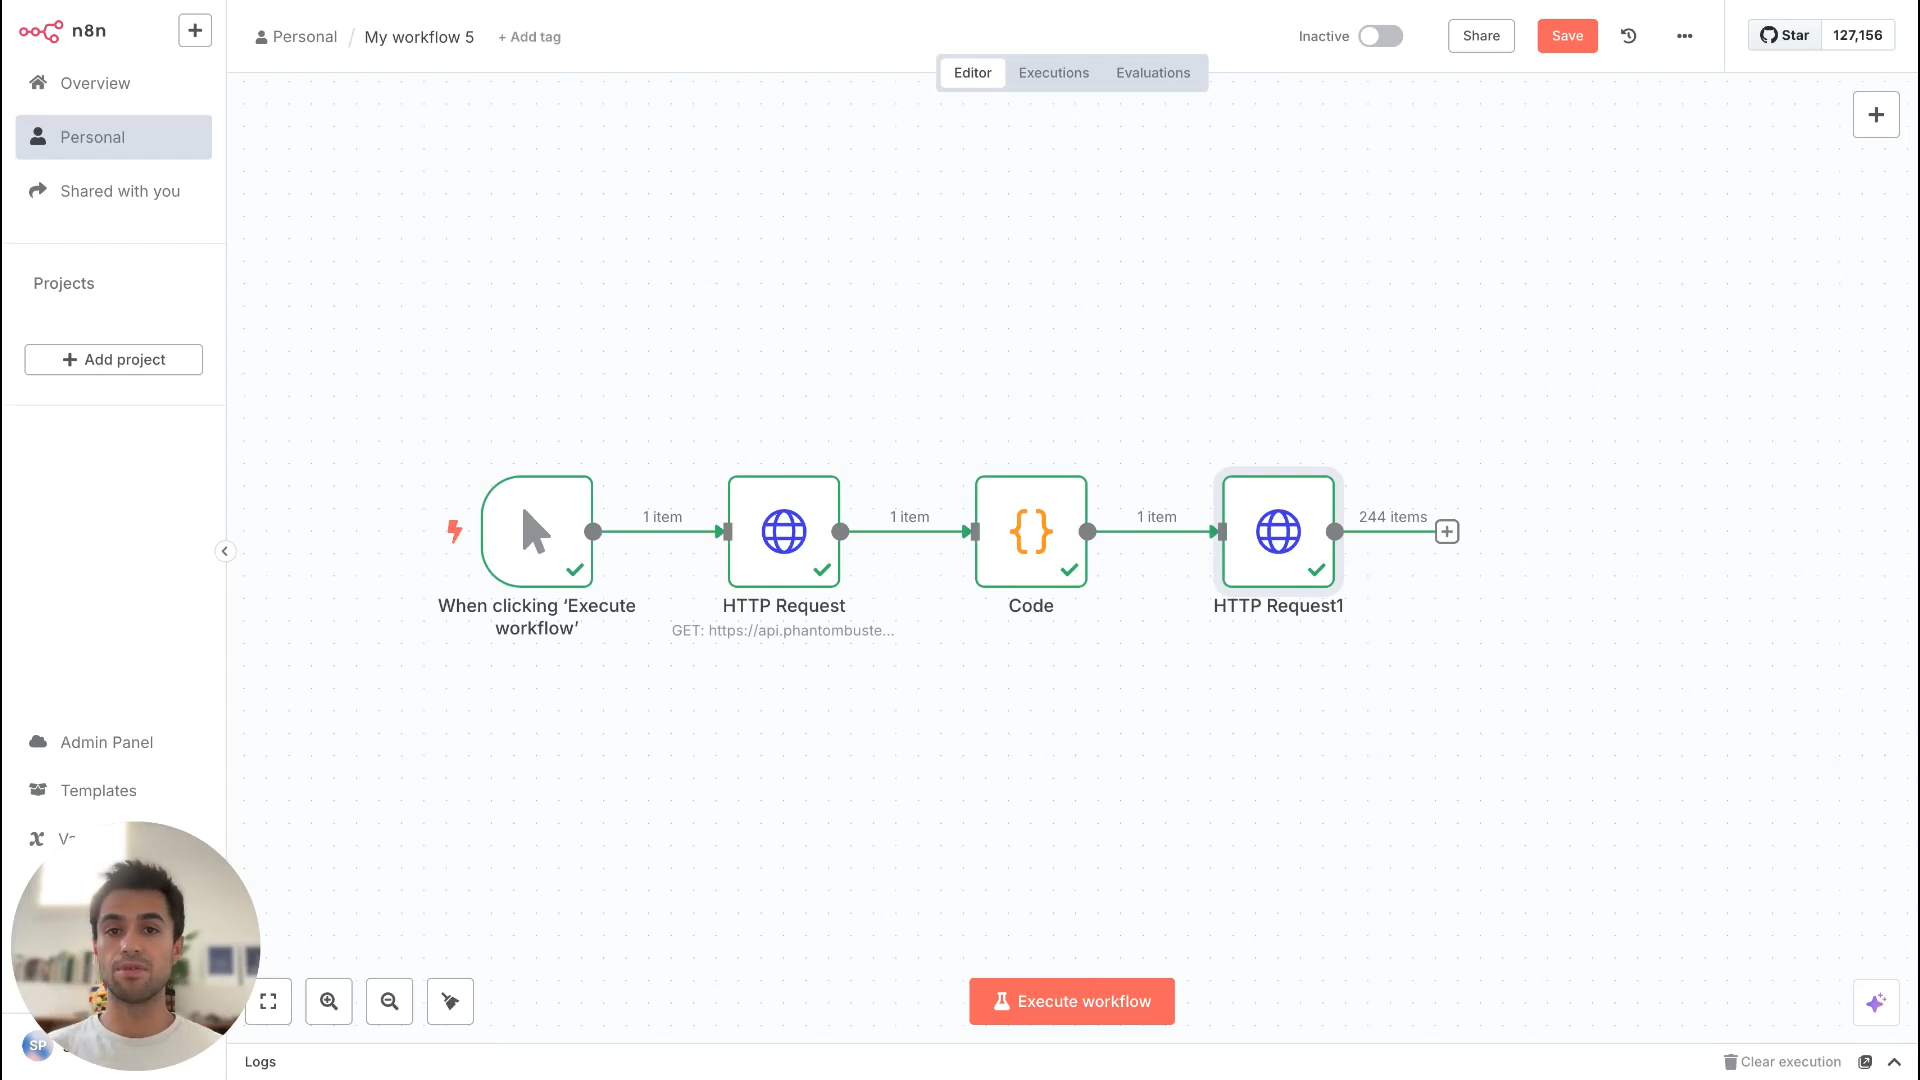 n8n
Personal / My workflow 5 + Add tag
Inactive
Share
Save
Star 127,156
Editor Executions Evaluations
Overview
Personal
Shared with you
Projects
Add project
1 item
1 item
1 item
244 items
When clicking ‘Execute
workflow’
HTTP Request
GET: https://api.phantombuste...
Code
HTTP Request1
Admin Panel
Templates
SP
Execute workflow
Logs
Clear execution